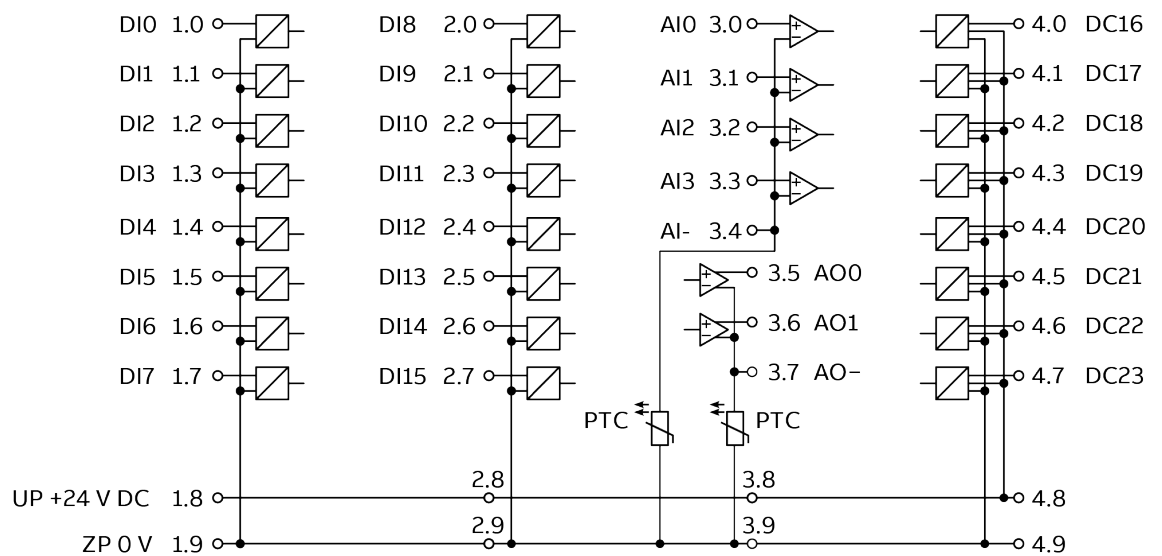 DI0 1.0 DI8 2.0 AI0 3.0 4.0 DC16
DI1 1.1 DI9 2.1 AI1 3.1 4.1 DC17
DI2 1.2 DI10 2.2 AI2 3.2 4.2 DC18
DI3 1.3 DI11 2.3 AI3 3.3 4.3 DC19
DI4 1.4 DI12 2.4 AI- 3.4 4.4 DC20
DI5 1.5 DI13 2.5 3.5 AO0 4.5 DC21
DI6 1.6 DI14 2.6 3.6 AO1 4.6 DC22
DI7 1.7 DI15 2.7 3.7 AO– 4.7 DC23
PTC PTC
UP +24 V DC 1.8 2.8 3.8 4.8
ZP 0 V 1.9 2.9 3.9 4.9